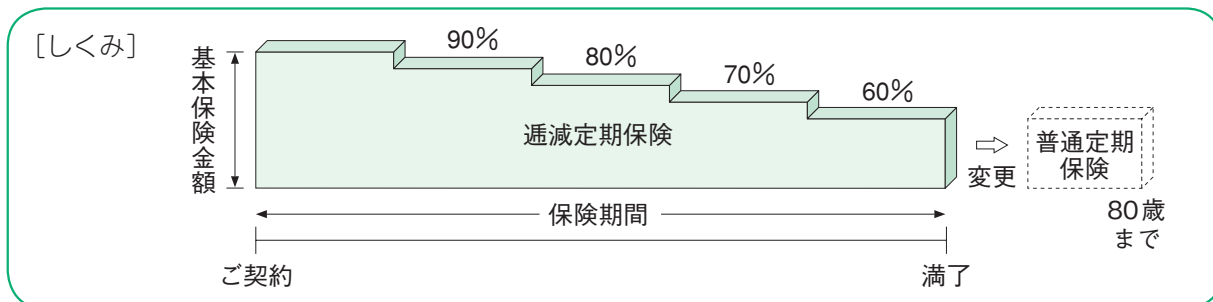 ［しくみ］
基本保険金額
90％
80％
70％
60％
逓減定期保険
変更
普通定期
保険
80歳
まで
保険期間
ご契約
満了